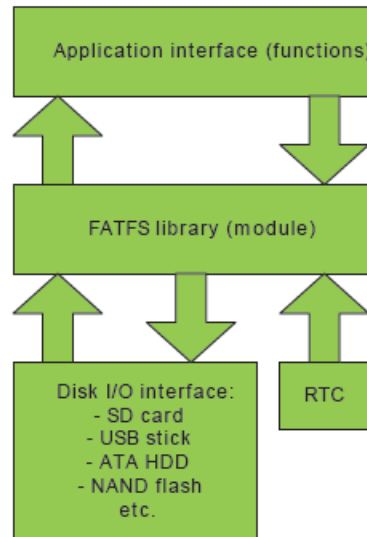 Application interface (functions)
FATFS library (module)
Disk I/O interface:
- SD card
- USB stick
- ATA HDD
- NAND flash
etc.
RTC